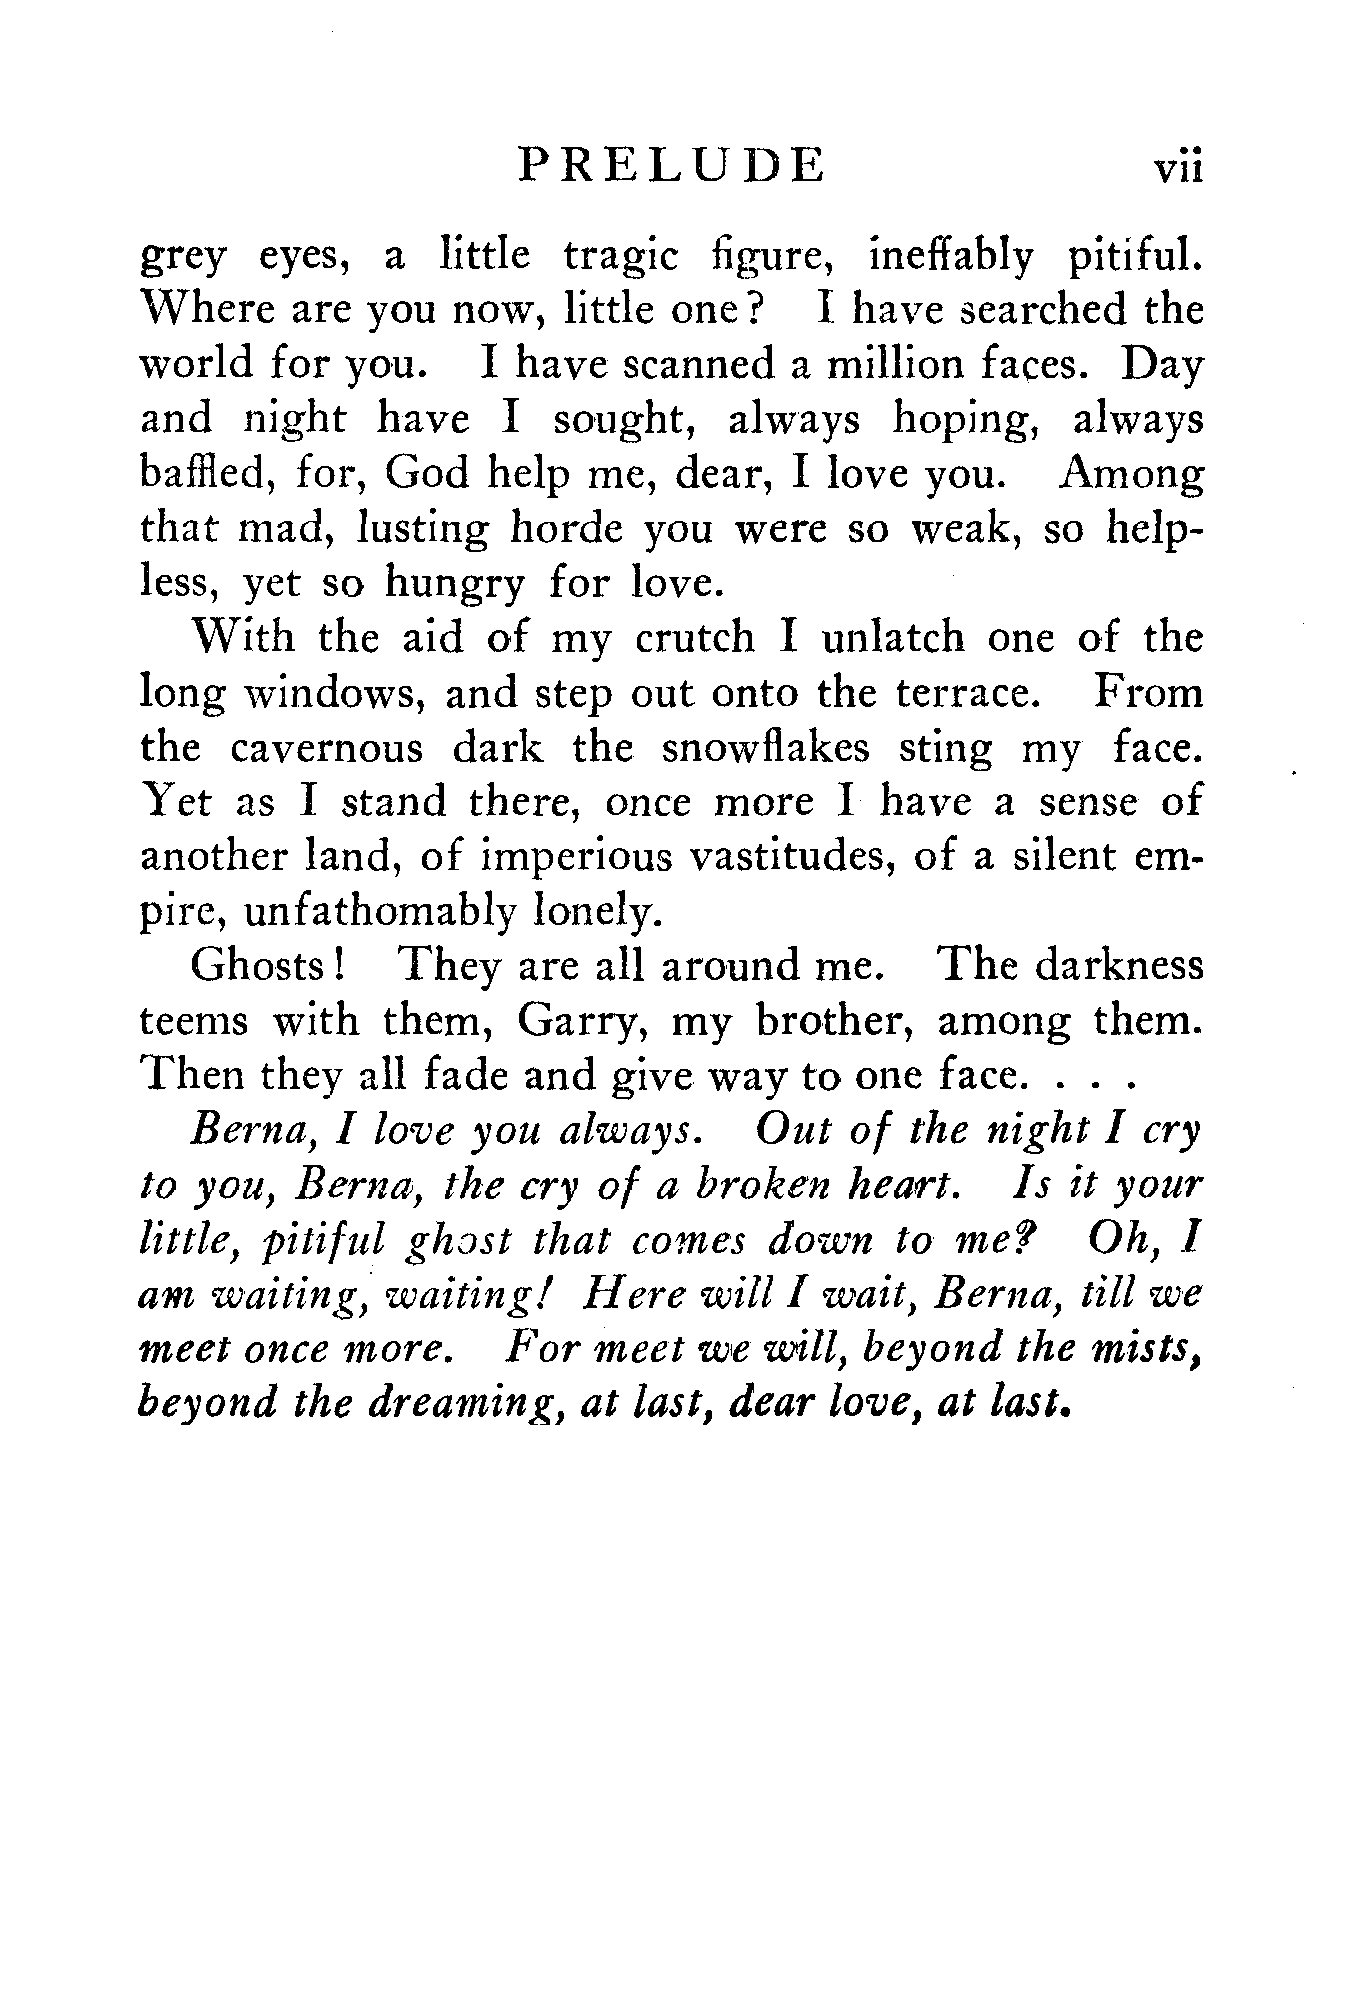 PRELUDE vii
grey eyes, a little tragic figure, ineffably pitiful.
Where are you now, little one? I have searched the
world for you. I have scanned a million faces. Day
and night have I sought, always hoping, always
baffled, for, God help me, dear, I love you. Among
that mad, lusting horde you were so weak, so help-
less, yet so hungry for love.
With the aid of my crutch I unlatch one of the
long windows, and step out onto the terrace. From
the cavernous dark the snowflakes sting my face.
Yet as I stand there, once more I have a sense of
another land, of imperious vastitudes, of a silent em-
pire, unfathomably lonely.
Ghosts! They are all around me. The darkness
teems with them, Garry, my brother, among them.
Then they all fade and give way to one face. . . .
Berna, I love you always. Out of the night I cry
to you, Berna, the cry of a broken heart. Is it your
little, pitiful ghost that comes down to me? Oh, I
am waiting, waiting! Here will I wait, Berna, till we
meet once more. For meet we will, beyond the mists,
beyond the dreaming, at last, dear love, at last.